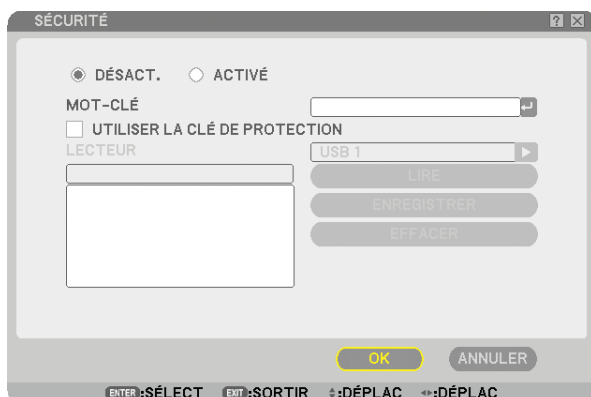 SÉCURITÉ
DÉSACT. ACTIVÉ
MOT-CLÉ
UTILISER LA CLÉ DE PROTECTION
LECTEUR USB 1
LIRE
ENREGISTRER
EFFACER
OK ANNULER
ENTER:SÉLECT EXIT:SORTIR :DÉPLAC :DÉPLAC